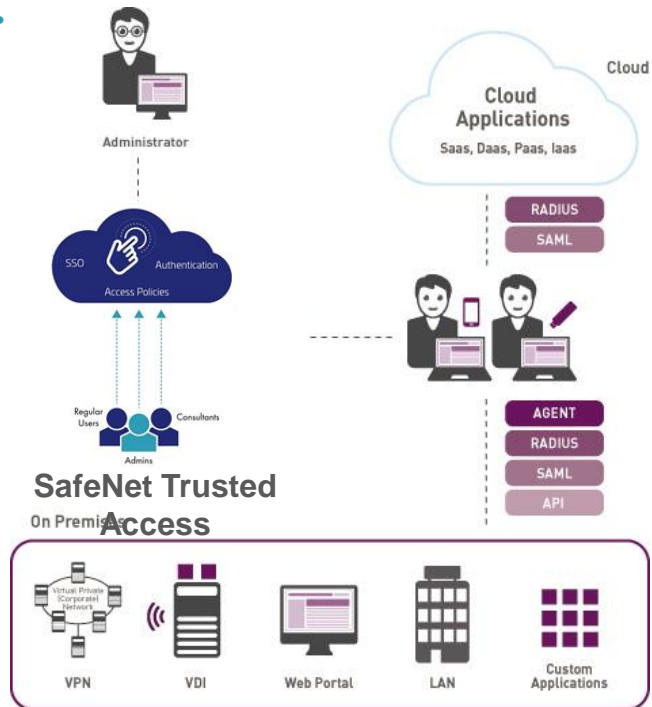 Administrator
Cloud
Cloud
Applications
Saas, Daas, Paas, Iaas
RADIUS
SAML
SSO
Authentication
Access Policies
Regular
Users
Consultants
Admins
AGENT
RADIUS
SAML
API
SafeNet Trusted
Access
On Premises
Virtual Private
(Corporate)
Network
VPN
VDI
Web Portal
LAN
Custom
Applications